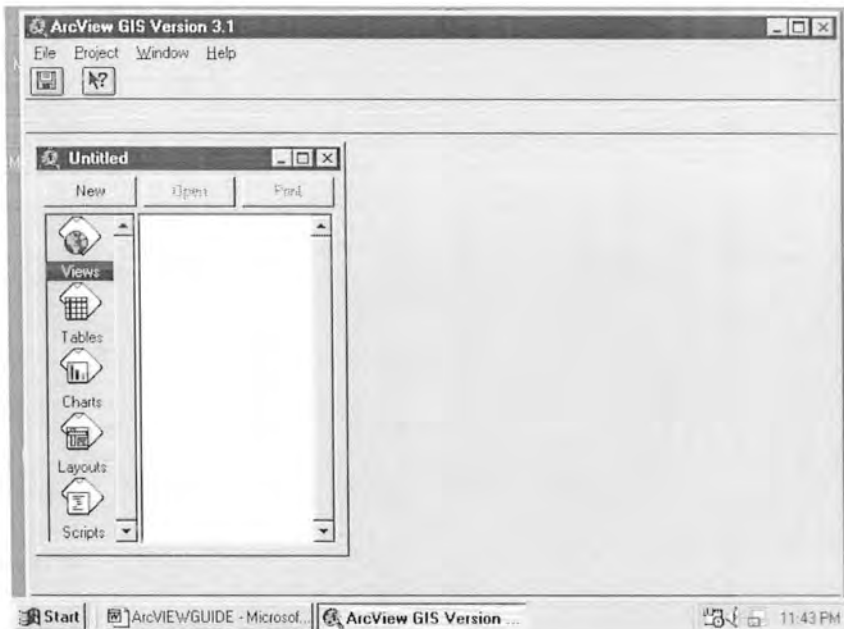 ArcView GIS Version 3.1
File Project Window Help
Untitled
New Open Print
Views
Tables
Charts
Layouts
Scripts
Start ArcVIEWGUIDE - Microsof... ArcView GIS Version ... 11:43 PM